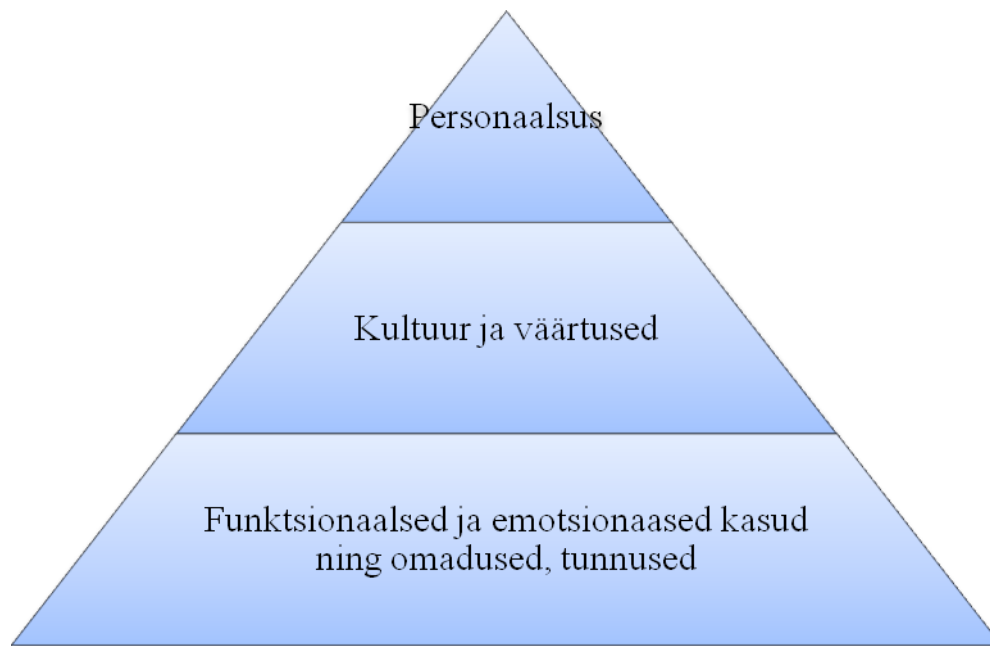 Personaalsus
Kultuur ja väärtused
Funktsionaalsed ja emotsionaased kasud
ning omadused, tunnused